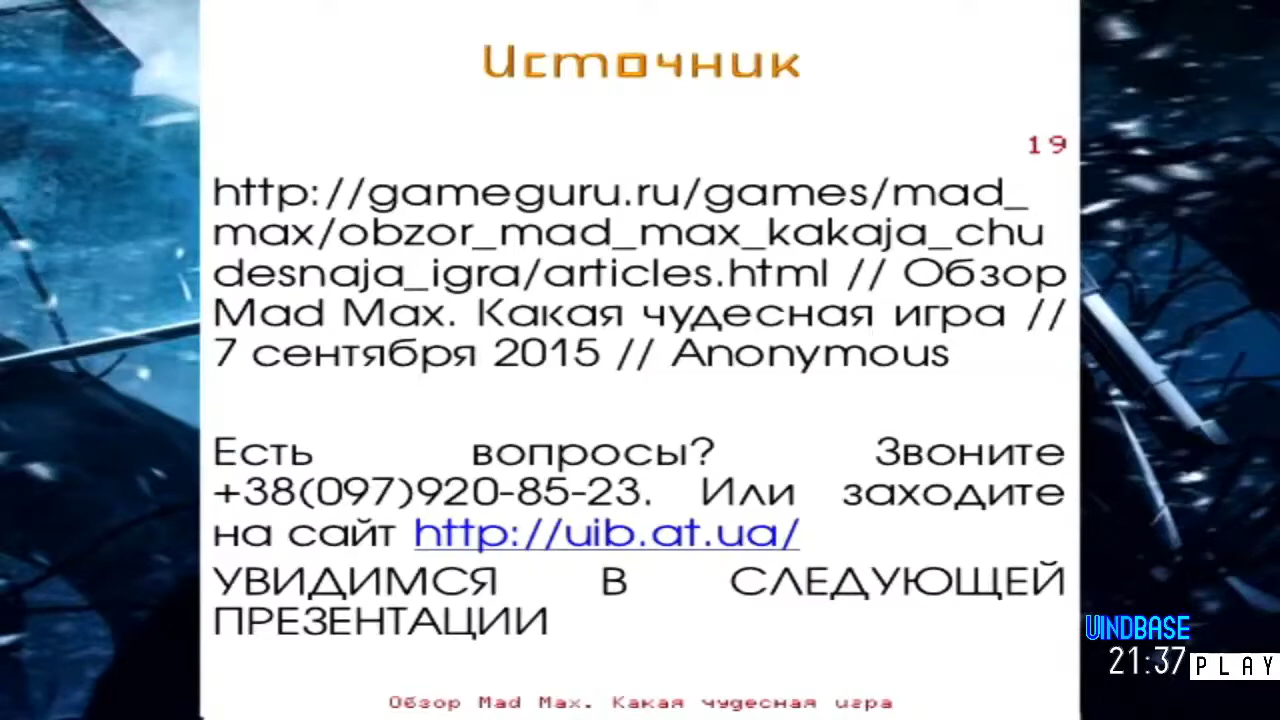 Источник
19
http://gameguru.ru/games/mad_
max/obzor_mad_max_kakaja_chu
desnaja_igra/articles.html // Обзор
Mad Max. Какая чудесная игра //
7 сентября 2015 // Anonymous
Есть вопросы? Звоните
+38(097)920-85-23. Или заходите
на сайт http://uib.at.ua/
УВИДИМСЯ В СЛЕДУЮЩЕЙ
ПРЕЗЕНТАЦИИ
UINDBASE
21:37 PLAY
Обзор Mad Max. Какая чудесная игра